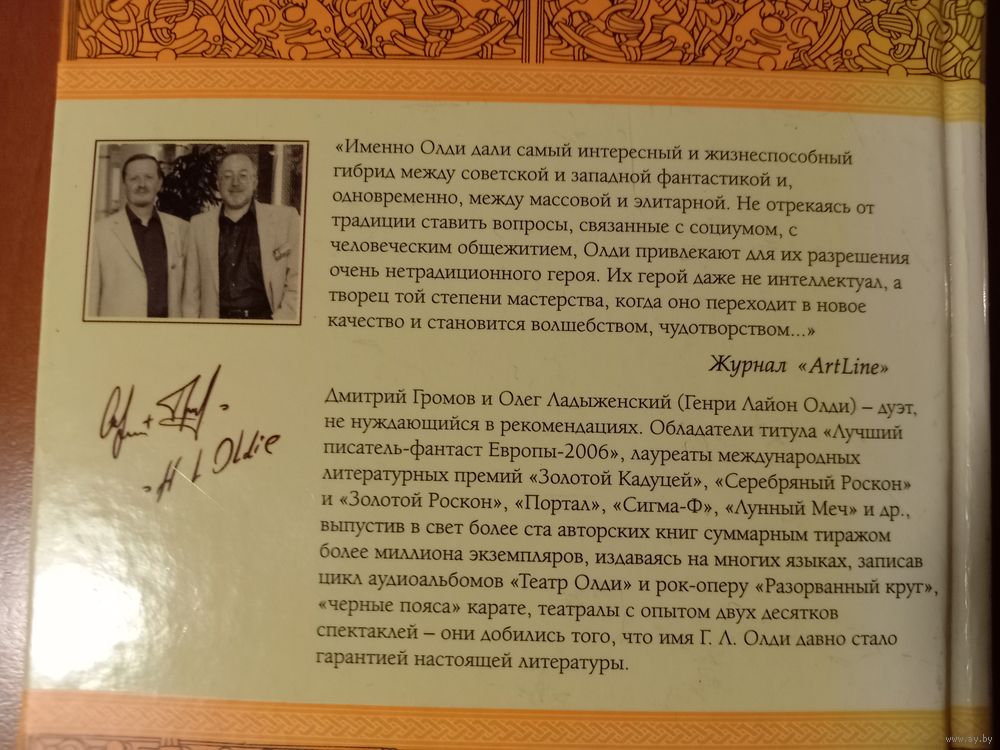 «Именно Олди дали самый интересный и жизнеспособный
гибрид между советской и западной фантастикой и,
одновременно, между массовой и элитарной. Не отрекаясь от
традиции ставить вопросы, связанные с социумом, с
человеческим общежитием, Олди привлекают для их разрешения
очень нетрадиционного героя. Их герой даже не интеллектуал, а
творец той степени мастерства, когда оно переходит в новое
качество и становится волшебством, чудотворством...»
Журнал «ArtLine»
H L Oldie
Дмитрий Громов и Олег Ладыженский (Генри Лайон Олди) – дуэт,
не нуждающийся в рекомендациях. Обладатели титула «Лучший
писатель-фантаст Европы-2006», лауреаты международных
литературных премий «Золотой Кадуцей», «Серебряный Роскон»
и «Золотой Роскон», «Портал», «Сигма-Ф», «Лунный Меч» и др.,
выпустив в свет более ста авторских книг суммарным тиражом
более миллиона экземпляров, издаваясь на многих языках, записав
цикл аудиоальбомов «Театр Олди» и рок-оперу «Разорванный круг»,
«черные пояса» карате, театралы с опытом двух десятков
спектаклей – они добились того, что имя Г. Л. Олди давно стало
гарантией настоящей литературы.
www.ay.by